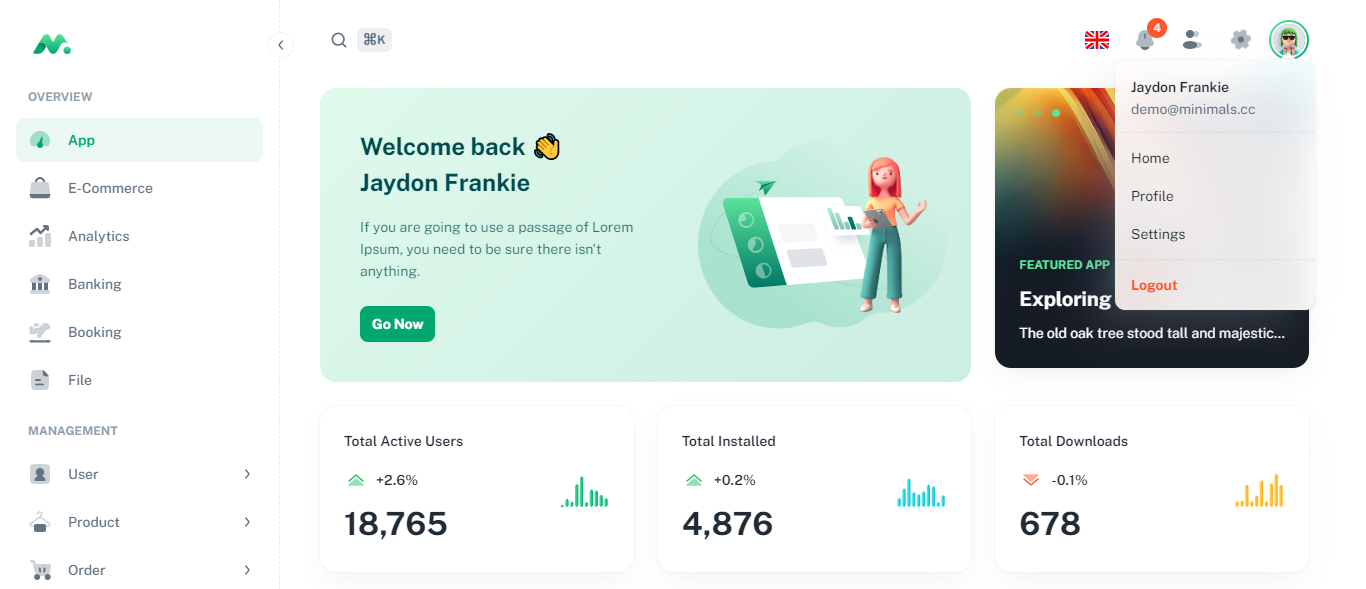 ⌘K
4
OVERVIEW
App
E-Commerce
Analytics
Banking
Booking
File
MANAGEMENT
User
Product
Order
Welcome back 👋
Jaydon Frankie
If you are going to use a passage of Lorem
Ipsum, you need to be sure there isn't
anything.
Go Now
FEATURED APP
Exploring
The old oak tree stood tall and majestic...
Jaydon Frankie
demo@minimals.cc
Home
Profile
Settings
Logout
Total Active Users
+2.6%
18,765
Total Installed
+0.2%
4,876
Total Downloads
-0.1%
678